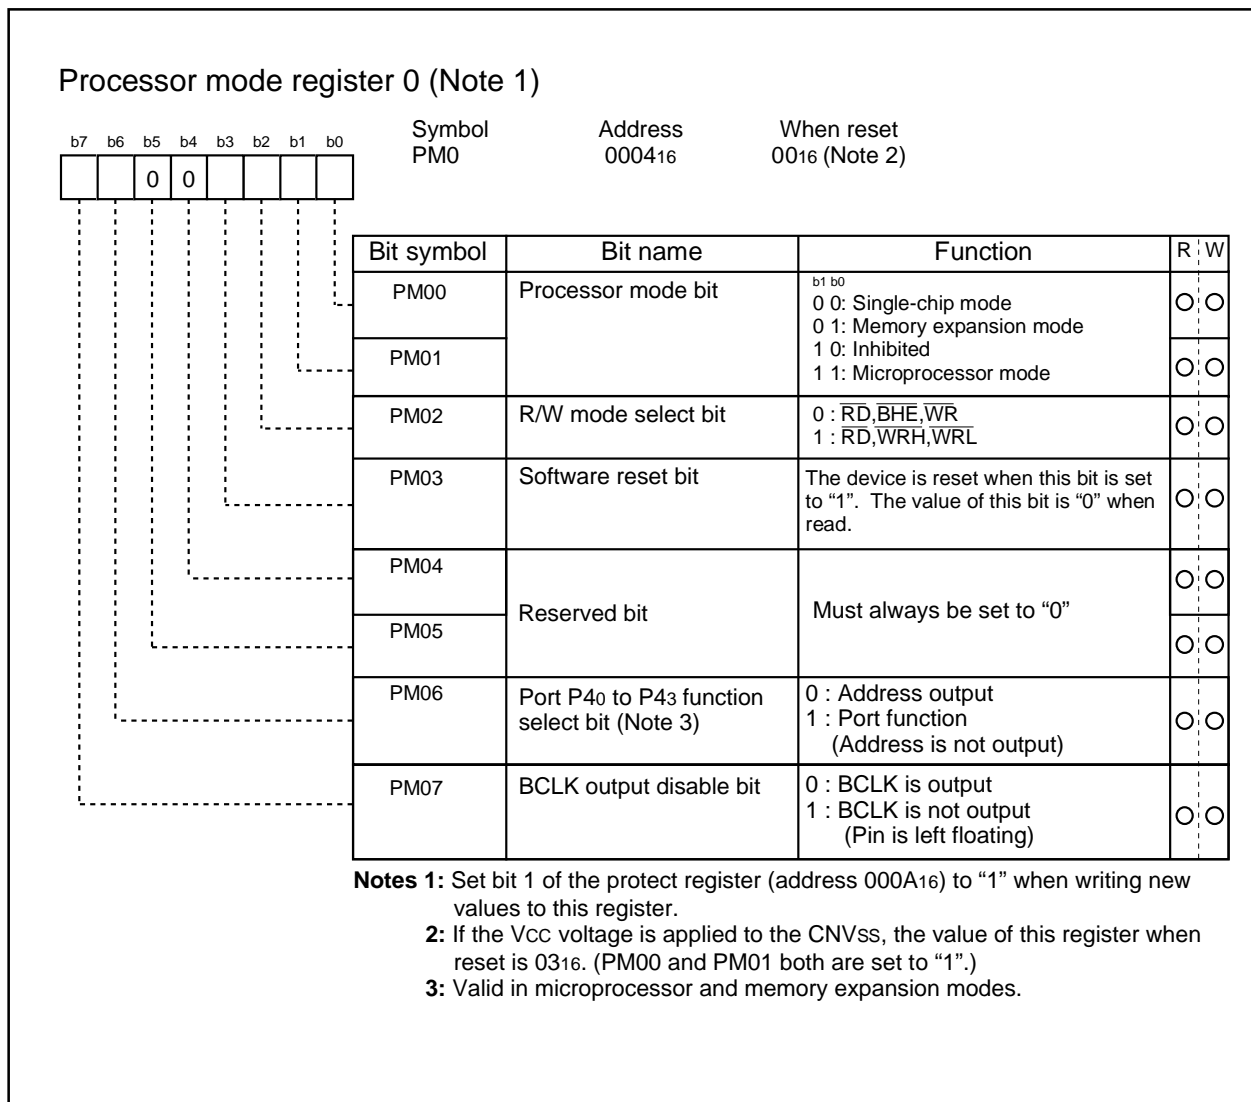 Processor mode register 0 (Note 1)
Symbol Address When reset
PM0 000416 0016 (Note 2)
b7 b6 b5 b4 b3 b2 b1 b0
0 0
Bit symbol Bit name Function R W
PM00 Processor mode bit b1 b0
0 0: Single-chip mode
0 1: Memory expansion mode
PM01 1 0: Inhibited
1 1: Microprocessor mode
PM02 R/W mode select bit 0 : RD,BHE,WR
1 : RD,WRH,WRL
PM03 Software reset bit The device is reset when this bit is set
to “1”. The value of this bit is “0” when
read.
PM04
Reserved bit Must always be set to “0”
PM05
PM06 Port P40 to P43 function 0 : Address output
select bit (Note 3) 1 : Port function
(Address is not output)
PM07 BCLK output disable bit 0 : BCLK is output
1 : BCLK is not output
(Pin is left floating)
Notes 1: Set bit 1 of the protect register (address 000A16) to “1” when writing new
values to this register.
2: If the VCC voltage is applied to the CNVSS, the value of this register when
reset is 0316. (PM00 and PM01 both are set to “1”.)
3: Valid in microprocessor and memory expansion modes.